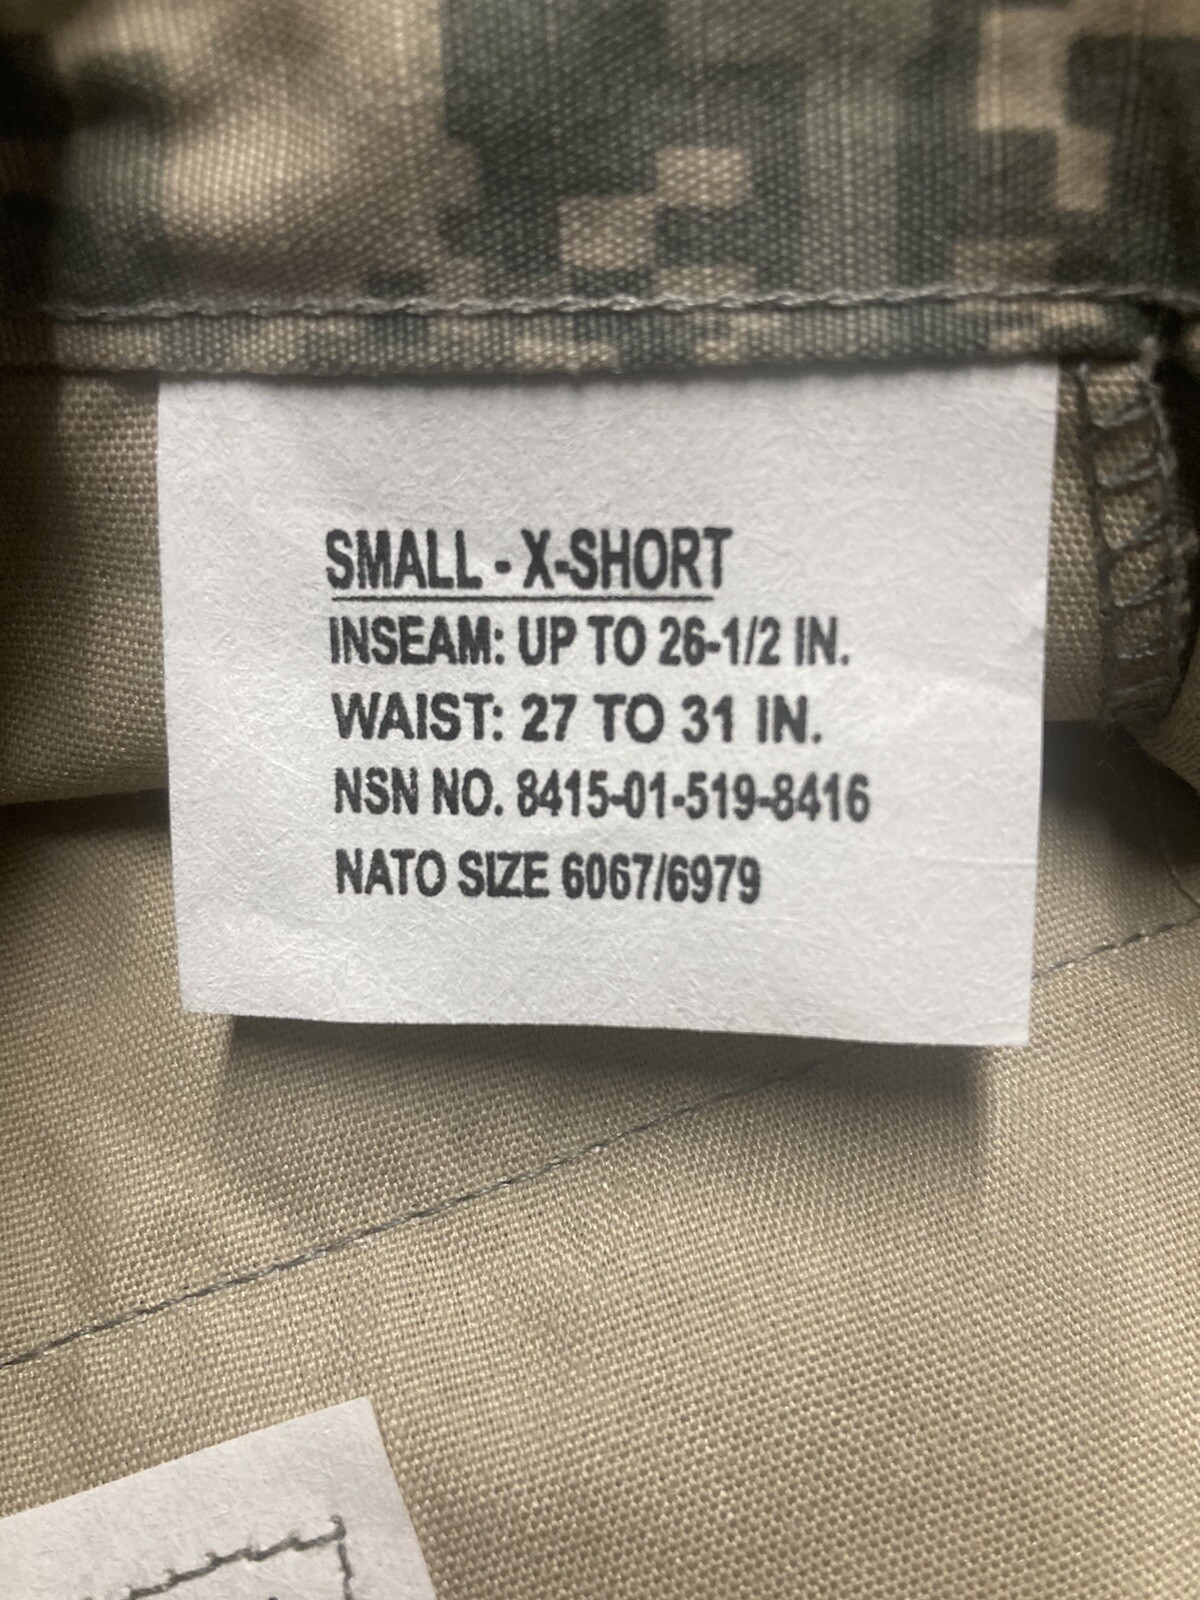 SMALL - X-SHORT
INSEAM: UP TO 26-1/2 IN.
WAIST: 27 TO 31 IN.
NSN NO. 8415-01-519-8416
NATO SIZE 6067/6979